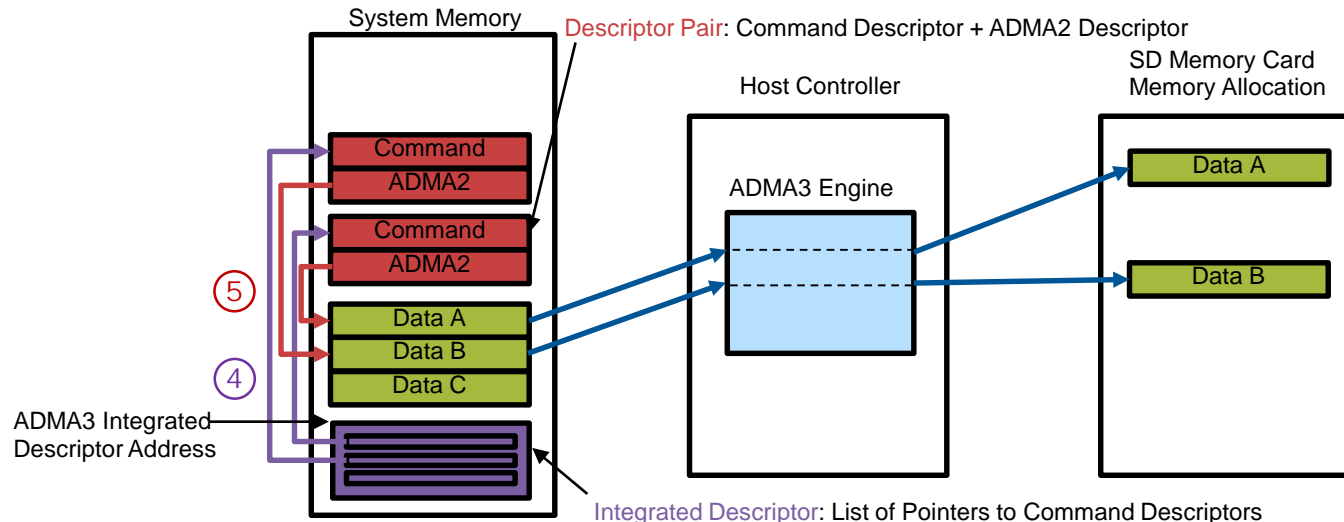 System Memory
Descriptor Pair: Command Descriptor + ADMA2 Descriptor
SD Memory Card
Memory Allocation
Host Controller
Command
ADMA2
Command
ADMA2
ADMA3 Engine
Data A
Data B
5
Data A
Data B
Data C
4
ADMA3 Integrated
Descriptor Address
Integrated Descriptor: List of Pointers to Command Descriptors